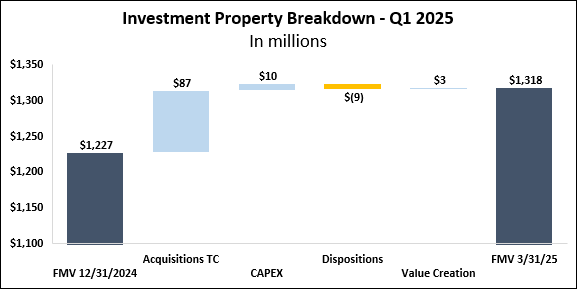 Investment Property Breakdown - Q1 2025
In millions
$1,350
$1,300
$1,250
$1,200
$1,150
$1,100
$1,227
$87
$10
$(9)
$3
$1,318
FMV 12/31/2024
Acquisitions TC
CAPEX
Dispositions
Value Creation
FMV 3/31/25